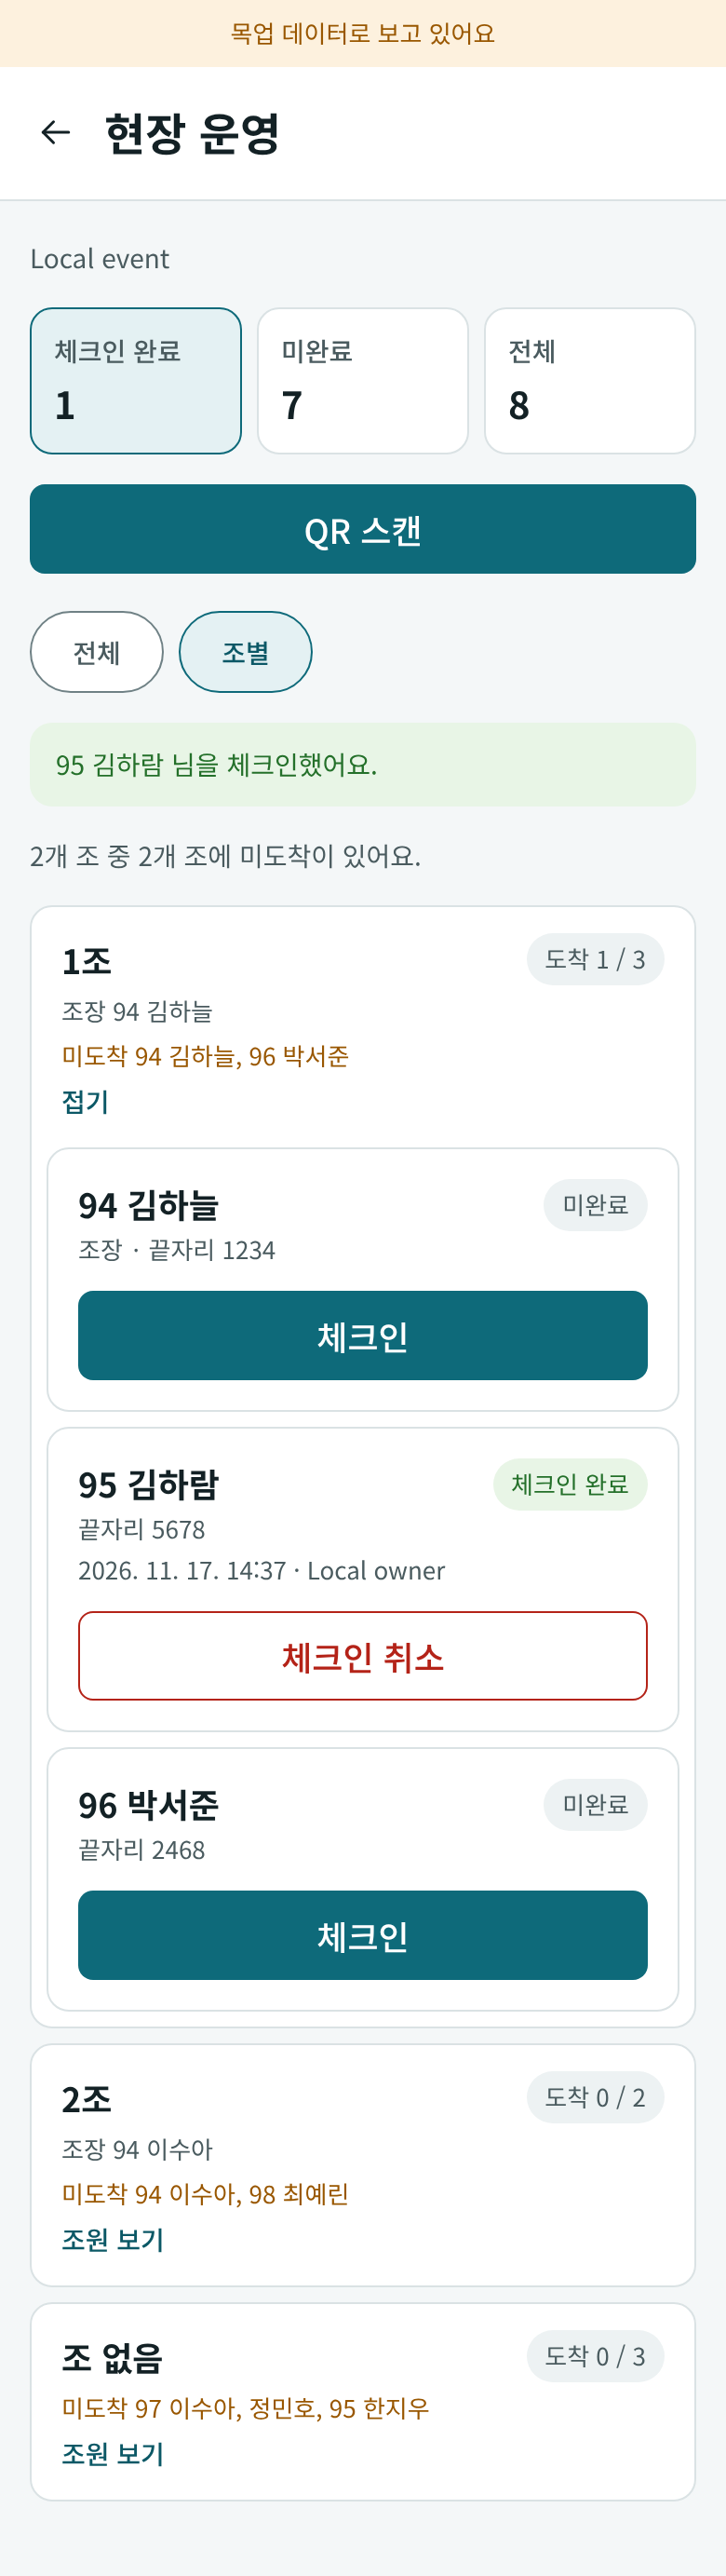 목업 데이터로 보고 있어요
현장 운영
Local event
체크인 완료
1
미완료
7
전체
8
QR 스캔
전체
조별
95 김하람 님을 체크인했어요.
2개 조 중 2개 조에 미도착이 있어요.
1조
도착 1 / 3
조장 94 김하늘
미도착 94 김하늘, 96 박서준
접기
94 김하늘
미완료
조장 · 끝자리 1234
체크인
95 김하람
체크인 완료
끝자리 5678
2026. 11. 17. 14:37 · Local owner
체크인 취소
96 박서준
미완료
끝자리 2468
체크인
2조
도착 0 / 2
조장 94 이수아
미도착 94 이수아, 98 최예린
조원 보기
조 없음
도착 0 / 3
미도착 97 이수아, 정민호, 95 한지우
조원 보기